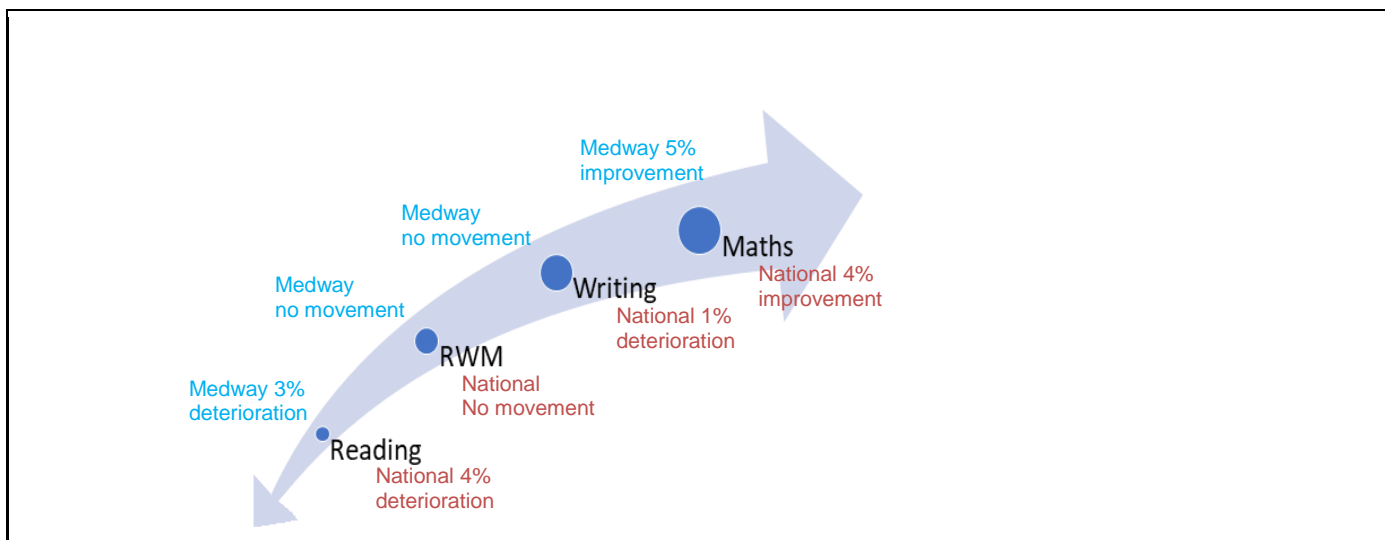 Medway 5%
improvement
Maths
National 4%
improvement
Medway
no movement
Writing
National 1%
deterioration
Medway
no movement
RWM
National
No movement
Medway 3%
deterioration
Reading
National 4%
deterioration